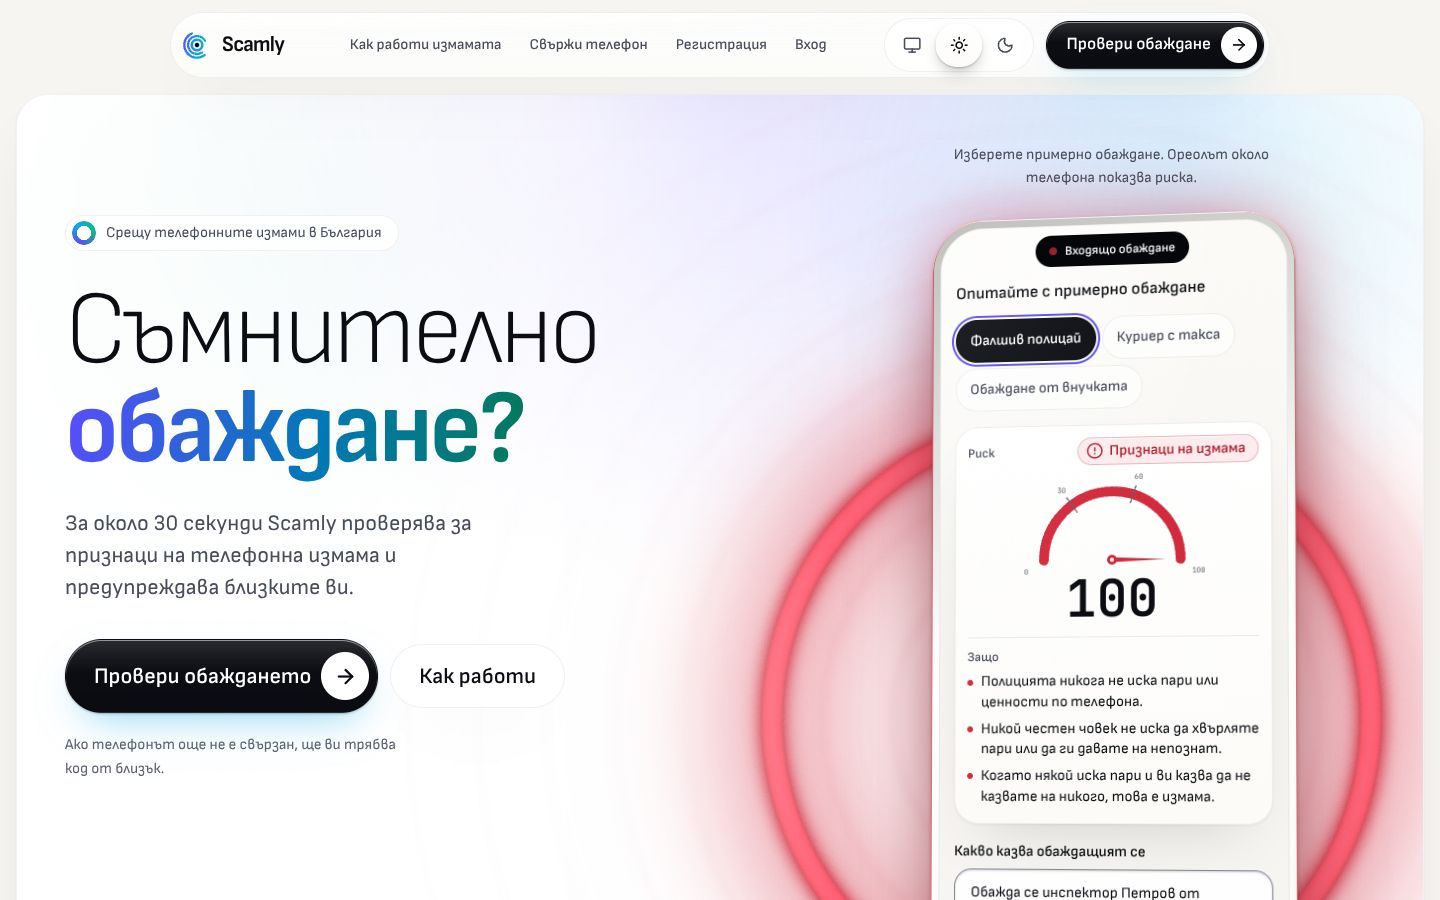 Scamly
Как работи измамата
Свържи телефон
Регистрация
Вход
Провери обаждане
Изберете примерно обаждане. Ореолът около
телефона показва риска.
Срещу телефонните измами в България
Съмнително
обаждане?
За около 30 секунди Scamly проверява за
признаци на телефонна измама и
предупреждава близките ви.
Провери обаждането
Как работи
Ако телефонът още не е свързан, ще ви трябва
код от близък.
Входящо обаждане
Опитайте с примерно обаждане
Фалшив полицай
Куриер с такса
Обаждане от внучката
Риск
Признаци на измама
30
60
0
100
100
Защо
Полицията никога не иска пари или
ценности по телефона.
Никой честен човек не иска да хвърляте
пари или да ги давате на непознат.
Когато някой иска пари и ви казва да не
казвате на никого, това е измама.
Какво казва обаждащият се
Обажда се инспектор Петров от